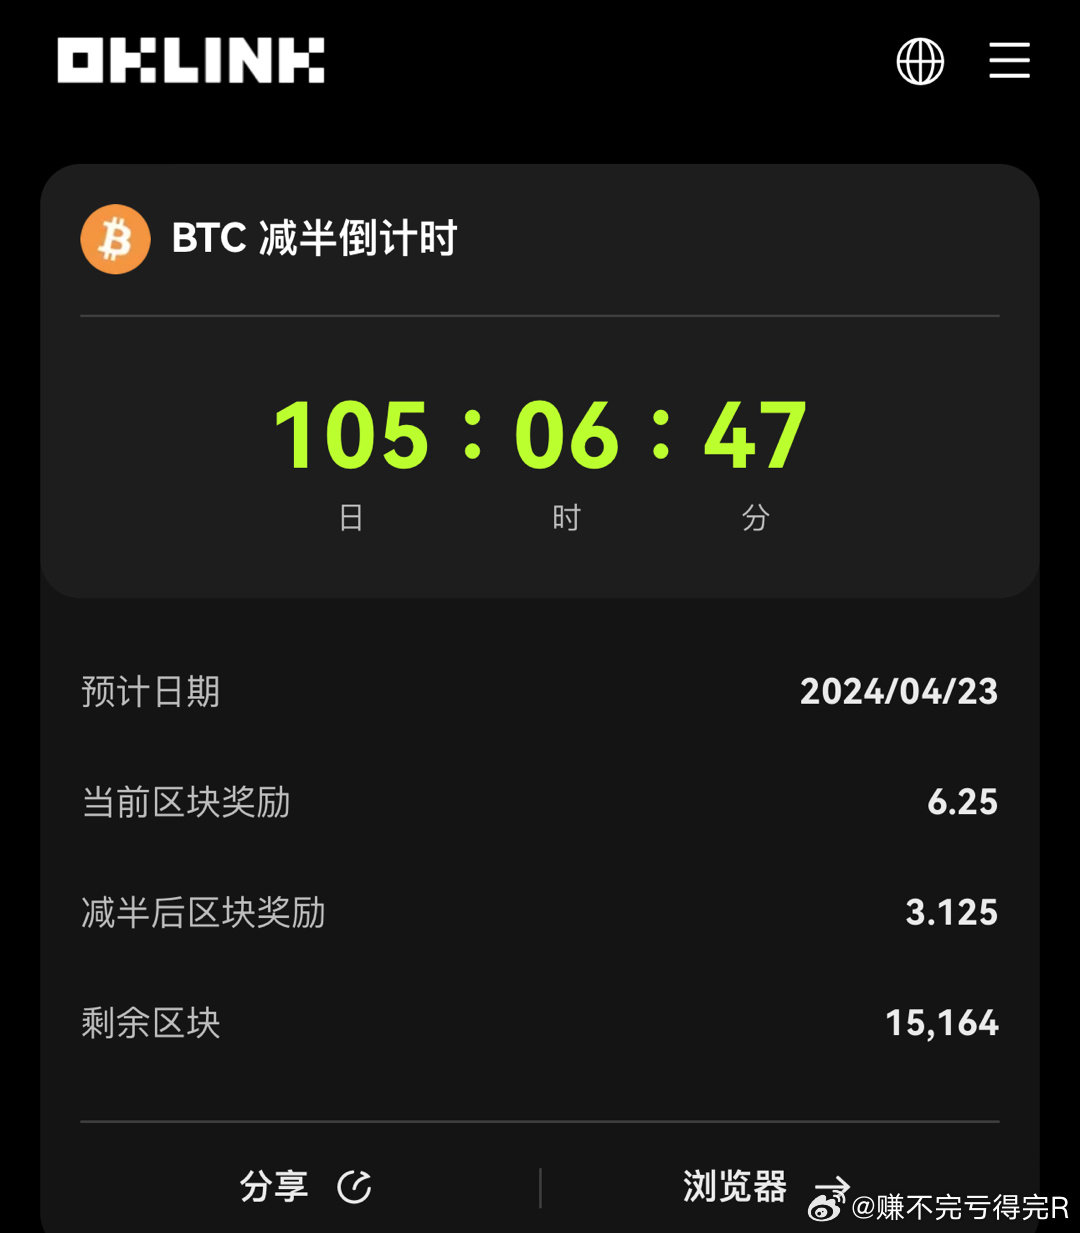 OKLINK
BTC 减半倒计时
105 : 06 : 47
日 时 分
预计日期 2024/04/23
当前区块奖励 6.25
减半后区块奖励 3.125
剩余区块 15,164
分享 浏览器
@赚不完亏得完R